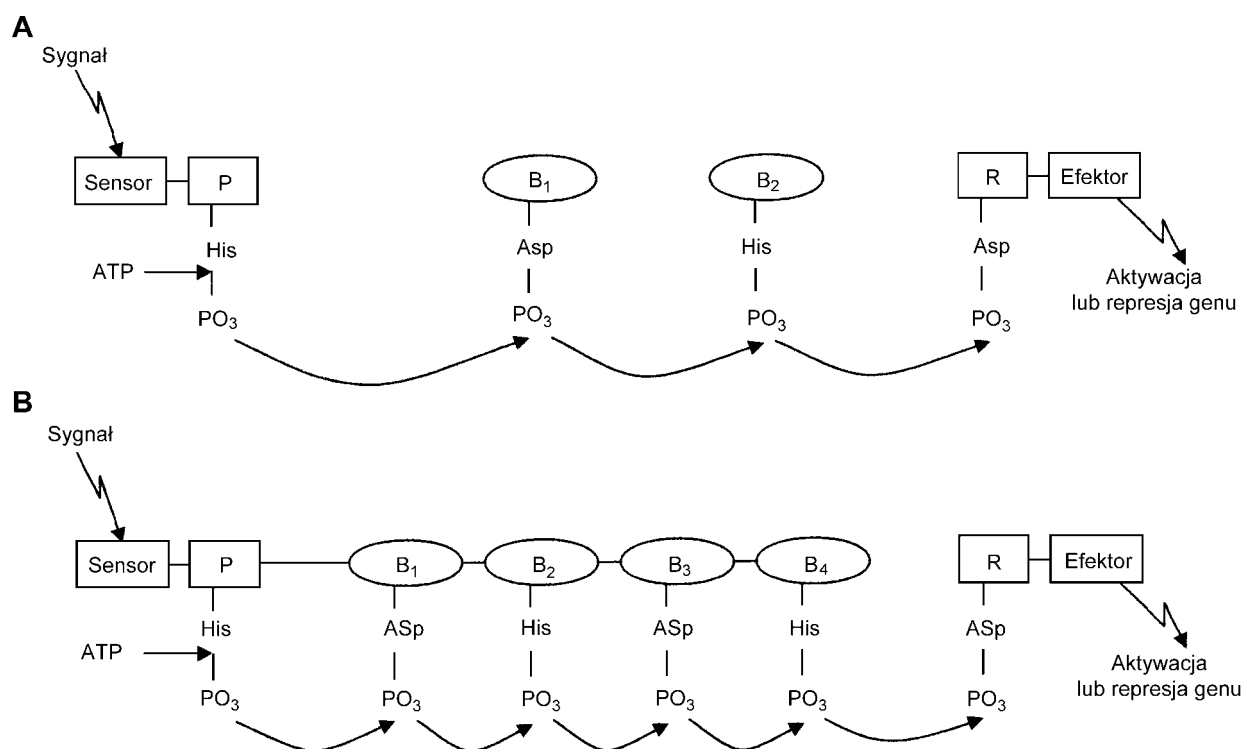 A
Sygnał
Sensor P B1 B2 R Efektor
His Asp His Asp
ATP
PO3 PO3 PO3 PO3
Aktywacja
lub represja genu
B
Sygnał
Sensor P B1 B2 B3 B4 R Efektor
His ASp His ASp His ASp
ATP
PO3 PO3 PO3 PO3 PO3 PO3
Aktywacja
lub represja genu